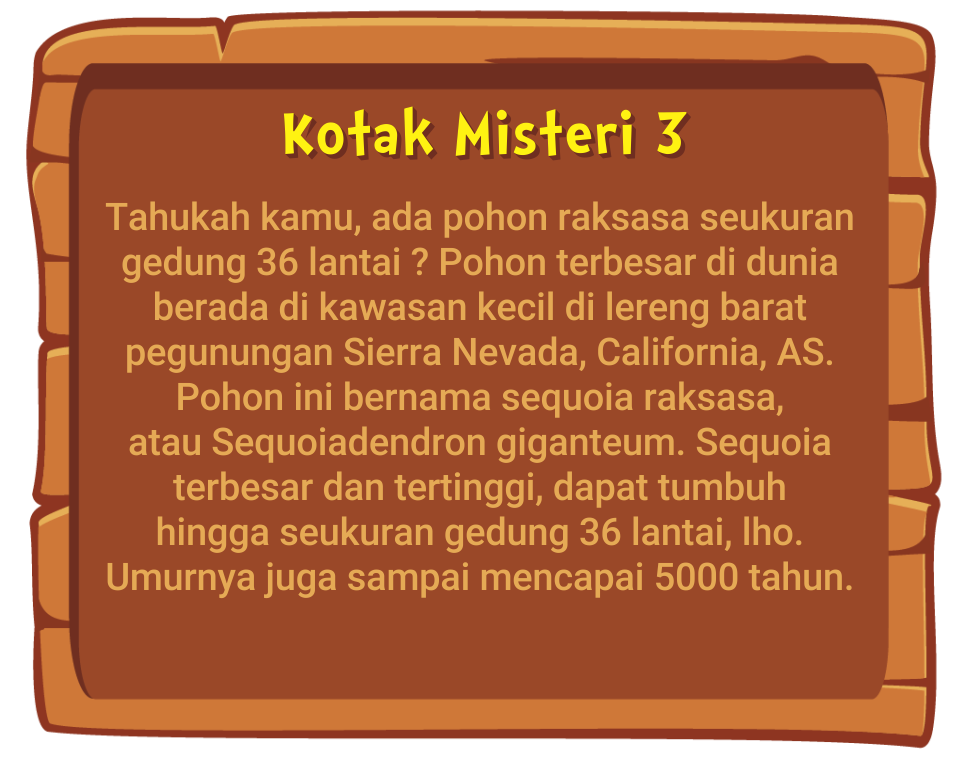 Kotak Misteri 3
Tahukah kamu, ada pohon raksasa seukuran
gedung 36 lantai ? Pohon terbesar di dunia
berada di kawasan kecil di lereng barat
pegunungan Sierra Nevada, California, AS.
Pohon ini bernama sequoia raksasa,
atau Sequoiadendron giganteum. Sequoia
terbesar dan tertinggi, dapat tumbuh
hingga seukuran gedung 36 lantai, lho.
Umurnya juga sampai mencapai 5000 tahun.